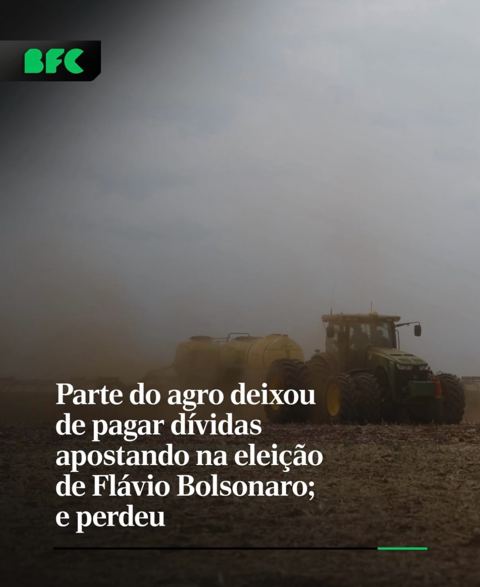 BFC
Parte do agro deixou
de pagar dívidas
apostando na eleição
de Flávio Bolsonaro;
e perdeu